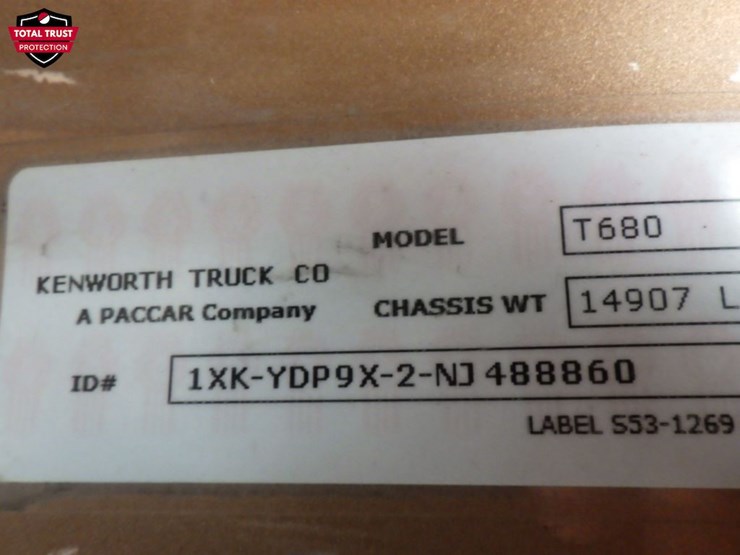 TOTAL TRUST
PROTECTION
MODEL T680
KENWORTH TRUCK CO
A PACCAR Company
CHASSIS WT 14907 L
ID# 1XK-YDP9X-2-NJ488860
LABEL S53-1269